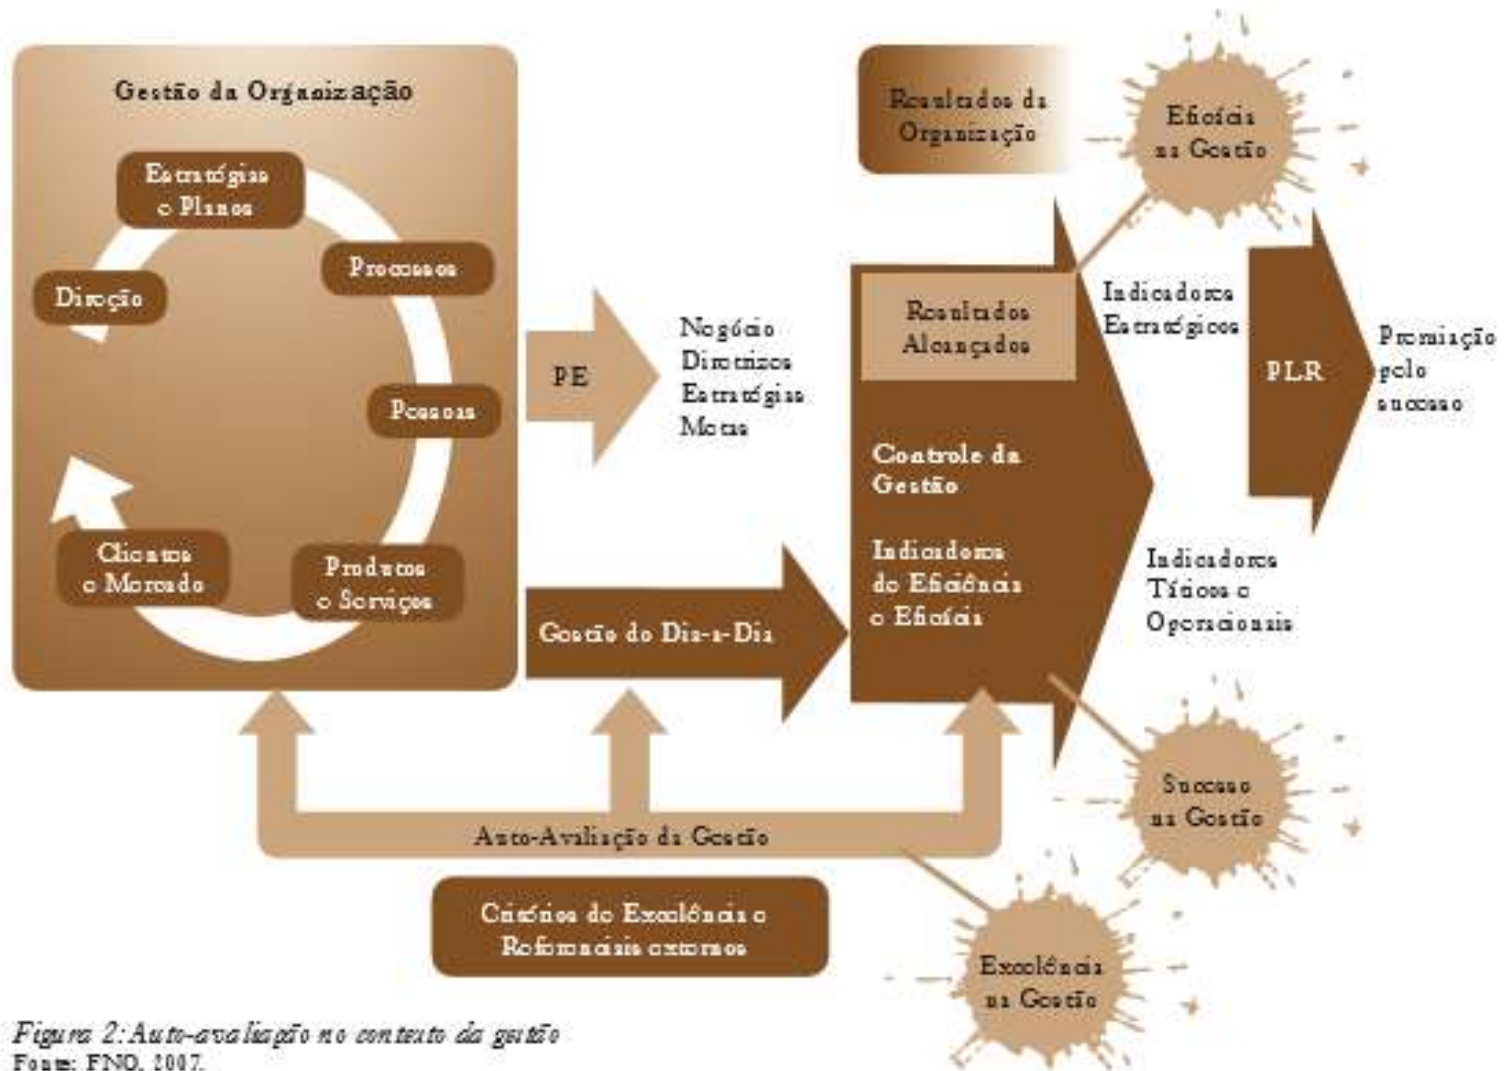 Gestão da Organização
Estratégias
e Planos
Direção
Processos
Pessoas
Produtos
e Serviços
Clientes
e Mercado
PE
Negócio
Diretrizes
Estratégias
Metas
Gestão do Dia-a-Dia
Resultados da
Organização
Eficácia
na Gestão
Resultados
Alcançados
Controle da
Gestão
Indicadores
de Eficiência
e Eficácia
Indicadores
Estratégicos
PLR
Premiação
pelo
sucesso
Indicadores
Táticos e
Operacionais
Sucesso
na Gestão
Auto-Avaliação da Gestão
Critérios de Excelência e
Referenciais externos
Excelência
na Gestão
Figura 2: Auto-avaliação no contexto da gestão
Fonte: FNQ, 2007.